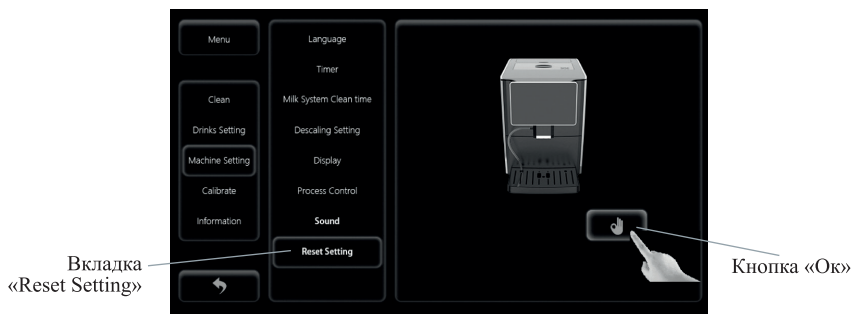 Menu
Clean
Drinks Setting
Machine Setting
Calibrate
Information
Language
Timer
Milk System Clean time
Descaling Setting
Display
Process Control
Sound
Reset Setting
Вкладка
«Reset Setting»
Кнопка «Ок»